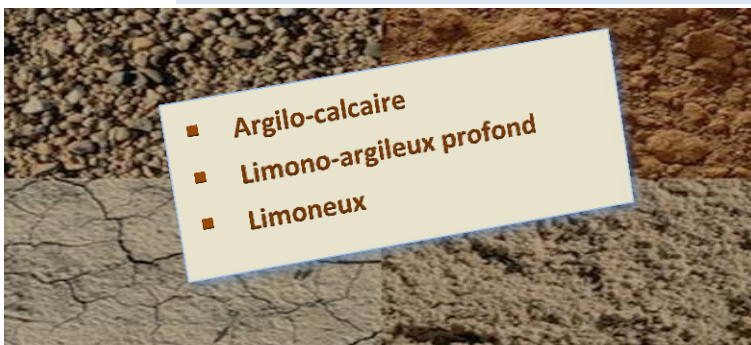 ▪ Argilo-calcaire
▪ Limono-argileux profond
▪ Limoneux